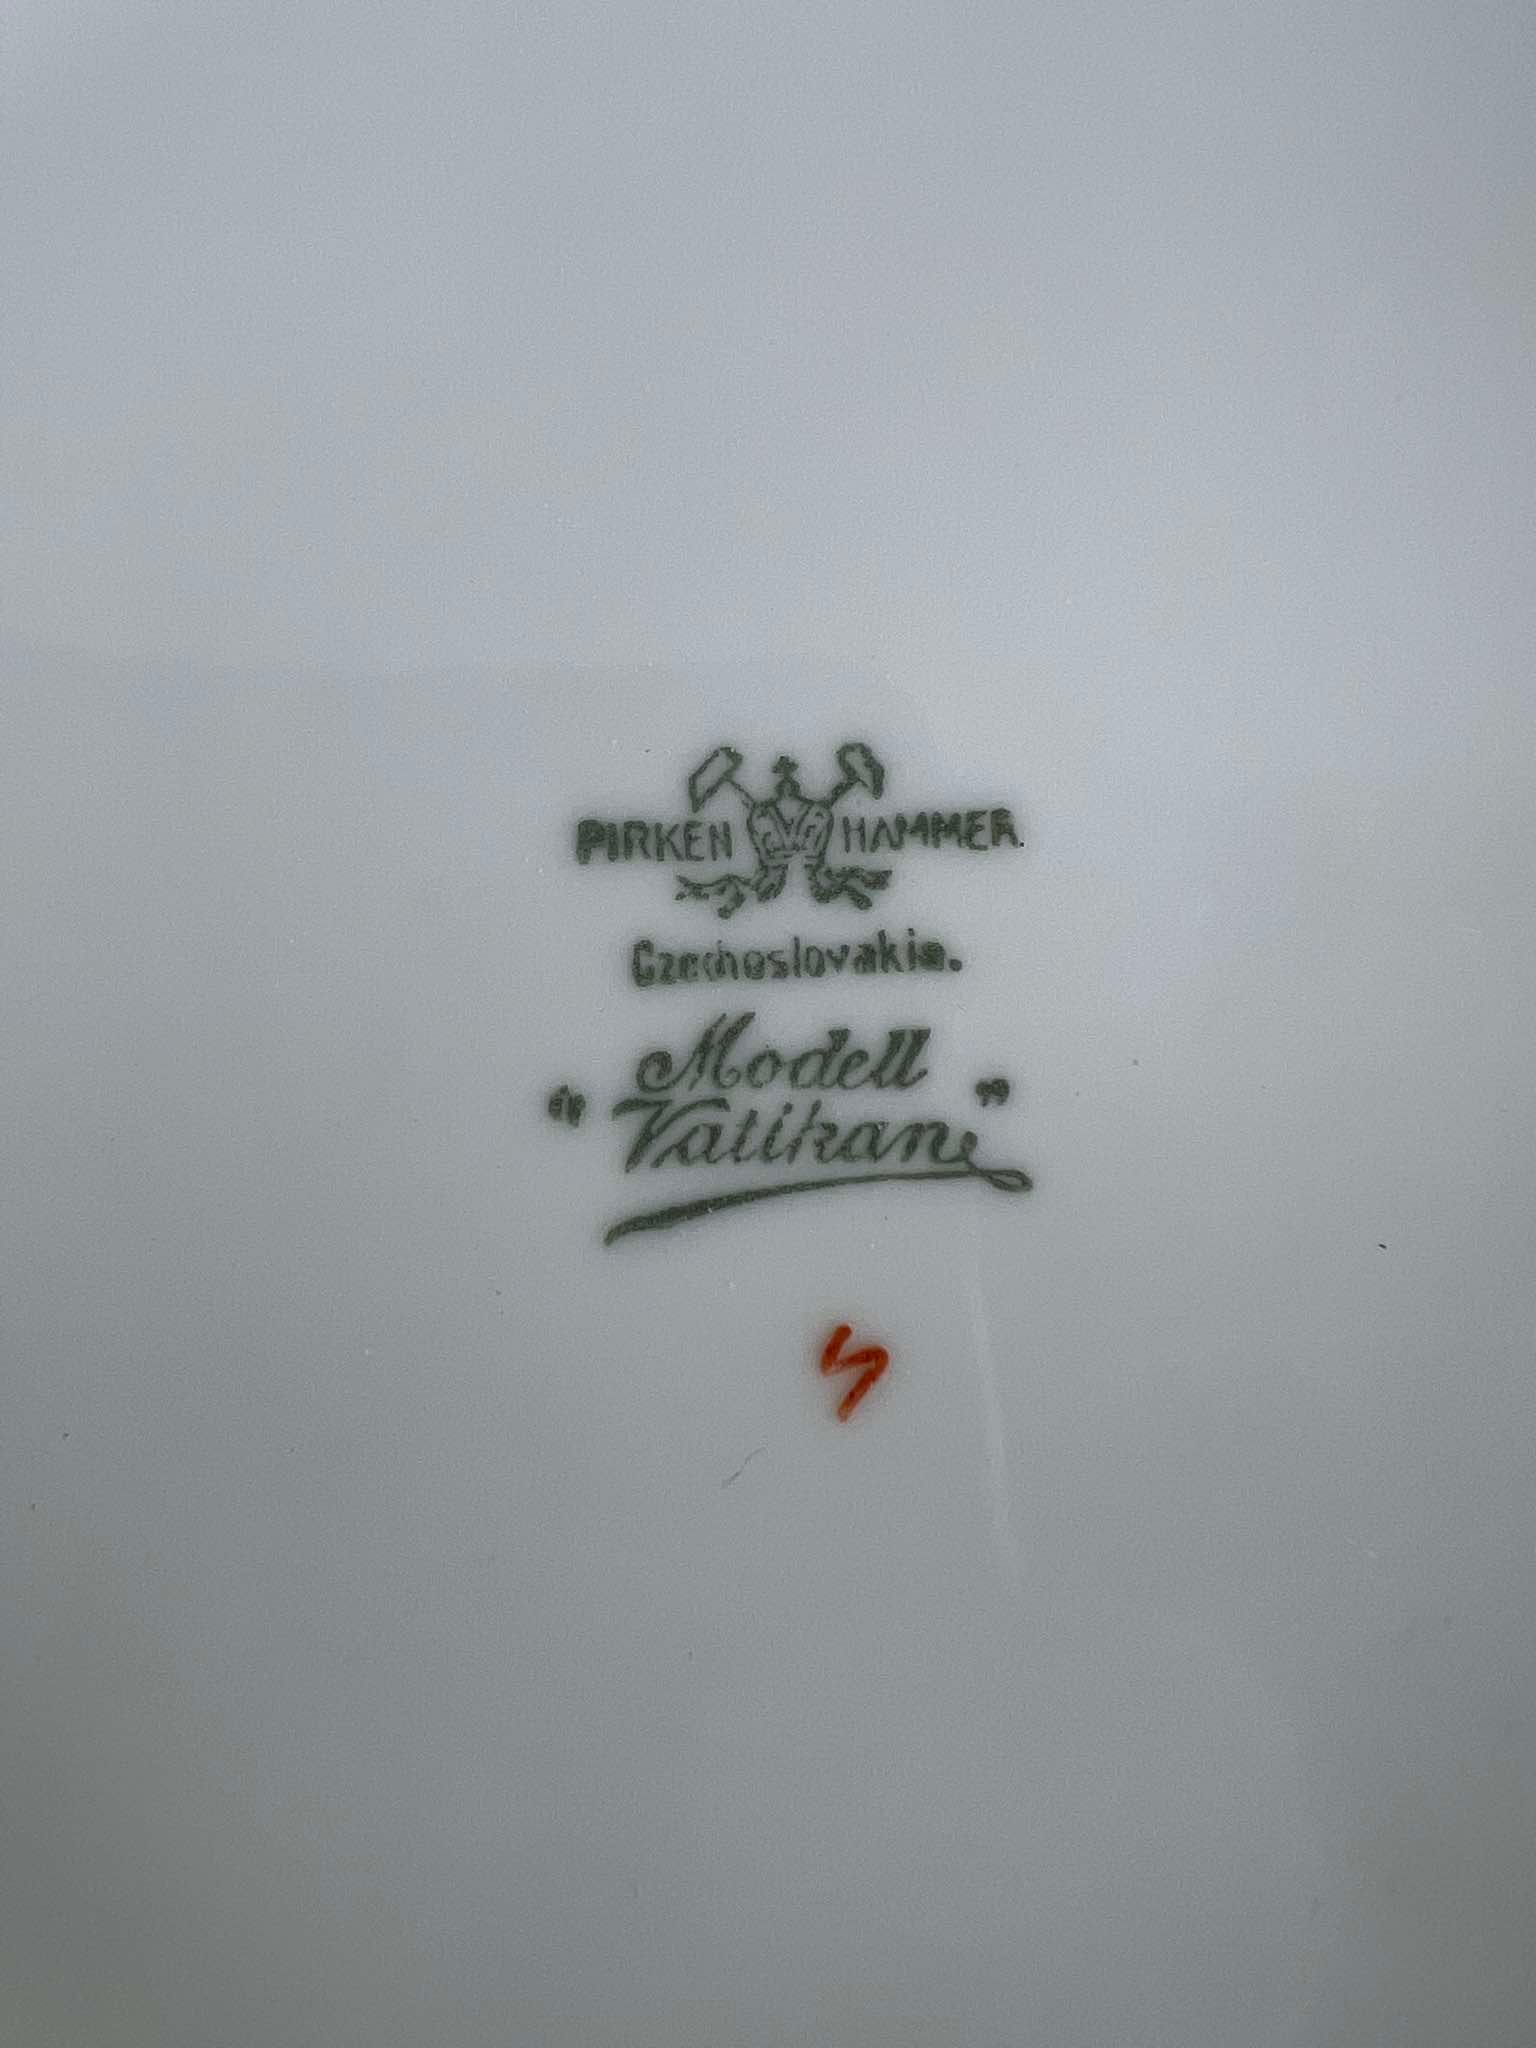 PIRKEN HAMMER.
Czechoslovakia.
"Modell
Vatikan"